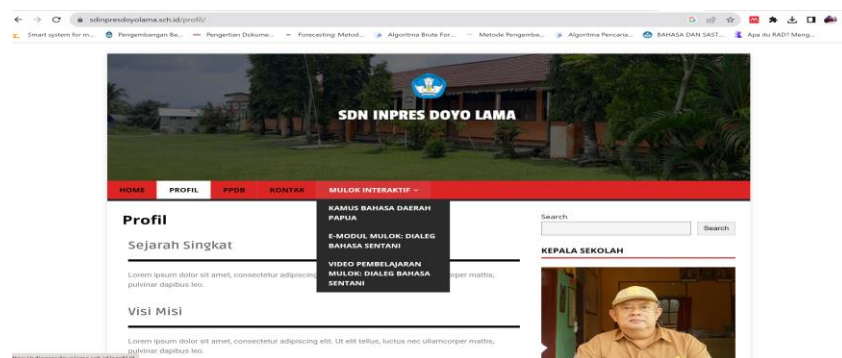 sdinpresdoyolama.sch.id/profil/
Smart system for m... Pengembangan Ba... Pengertian Dokume... Forecasting: Metod... Algoritma Brute For... Metode Pengemba... Algoritma Pencaria... BAHASA DAN SAST... Apa itu RAD? Meng...
SDN INPRES DOYO LAMA
HOME PROFIL PPDB KONTAK MULOK INTERAKTIF
KAMUS BAHASA DAERAH
PAPUA
E-MODUL MULOK: DIALEG
BAHASA SENTANI
VIDEO PEMBELAJARAN
MULOK: DIALEG BAHASA
SENTANI
Profil
Sejarah Singkat
Lorem ipsum dolor sit amet, consectetur adipiscing mattis,
pulvinar dapibus leo.
Visi Misi
Lorem ipsum dolor sit amet, consectetur adipiscing elit. Ut elit tellus, luctus nec ullamcorper mattis,
pulvinar dapibus leo.
Search
Search
KEPALA SEKOLAH